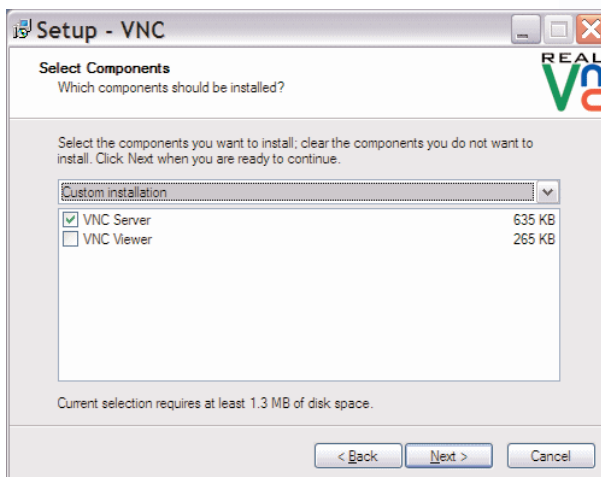 Setup - VNC
Select Components
Which components should be installed?
REAL
VNC
Select the components you want to install; clear the components you do not want to
install. Click Next when you are ready to continue.
Custom installation
VNC Server 635 KB
VNC Viewer 265 KB
Current selection requires at least 1.3 MB of disk space.
< Back Next > Cancel